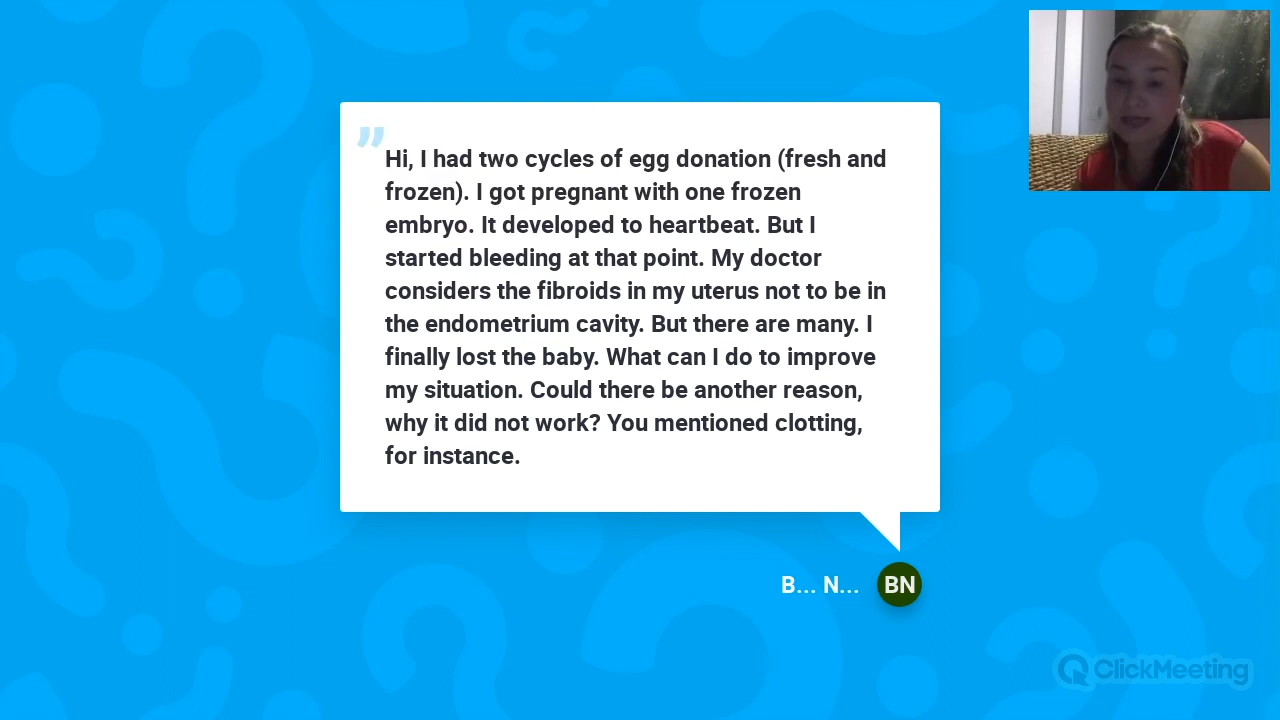 Hi, I had two cycles of egg donation (fresh and
frozen). I got pregnant with one frozen
embryo. It developed to heartbeat. But I
started bleeding at that point. My doctor
considers the fibroids in my uterus not to be in
the endometrium cavity. But there are many. I
finally lost the baby. What can I do to improve
my situation. Could there be another reason,
why it did not work? You mentioned clotting,
for instance.
B... N... BN
ClickMeeting